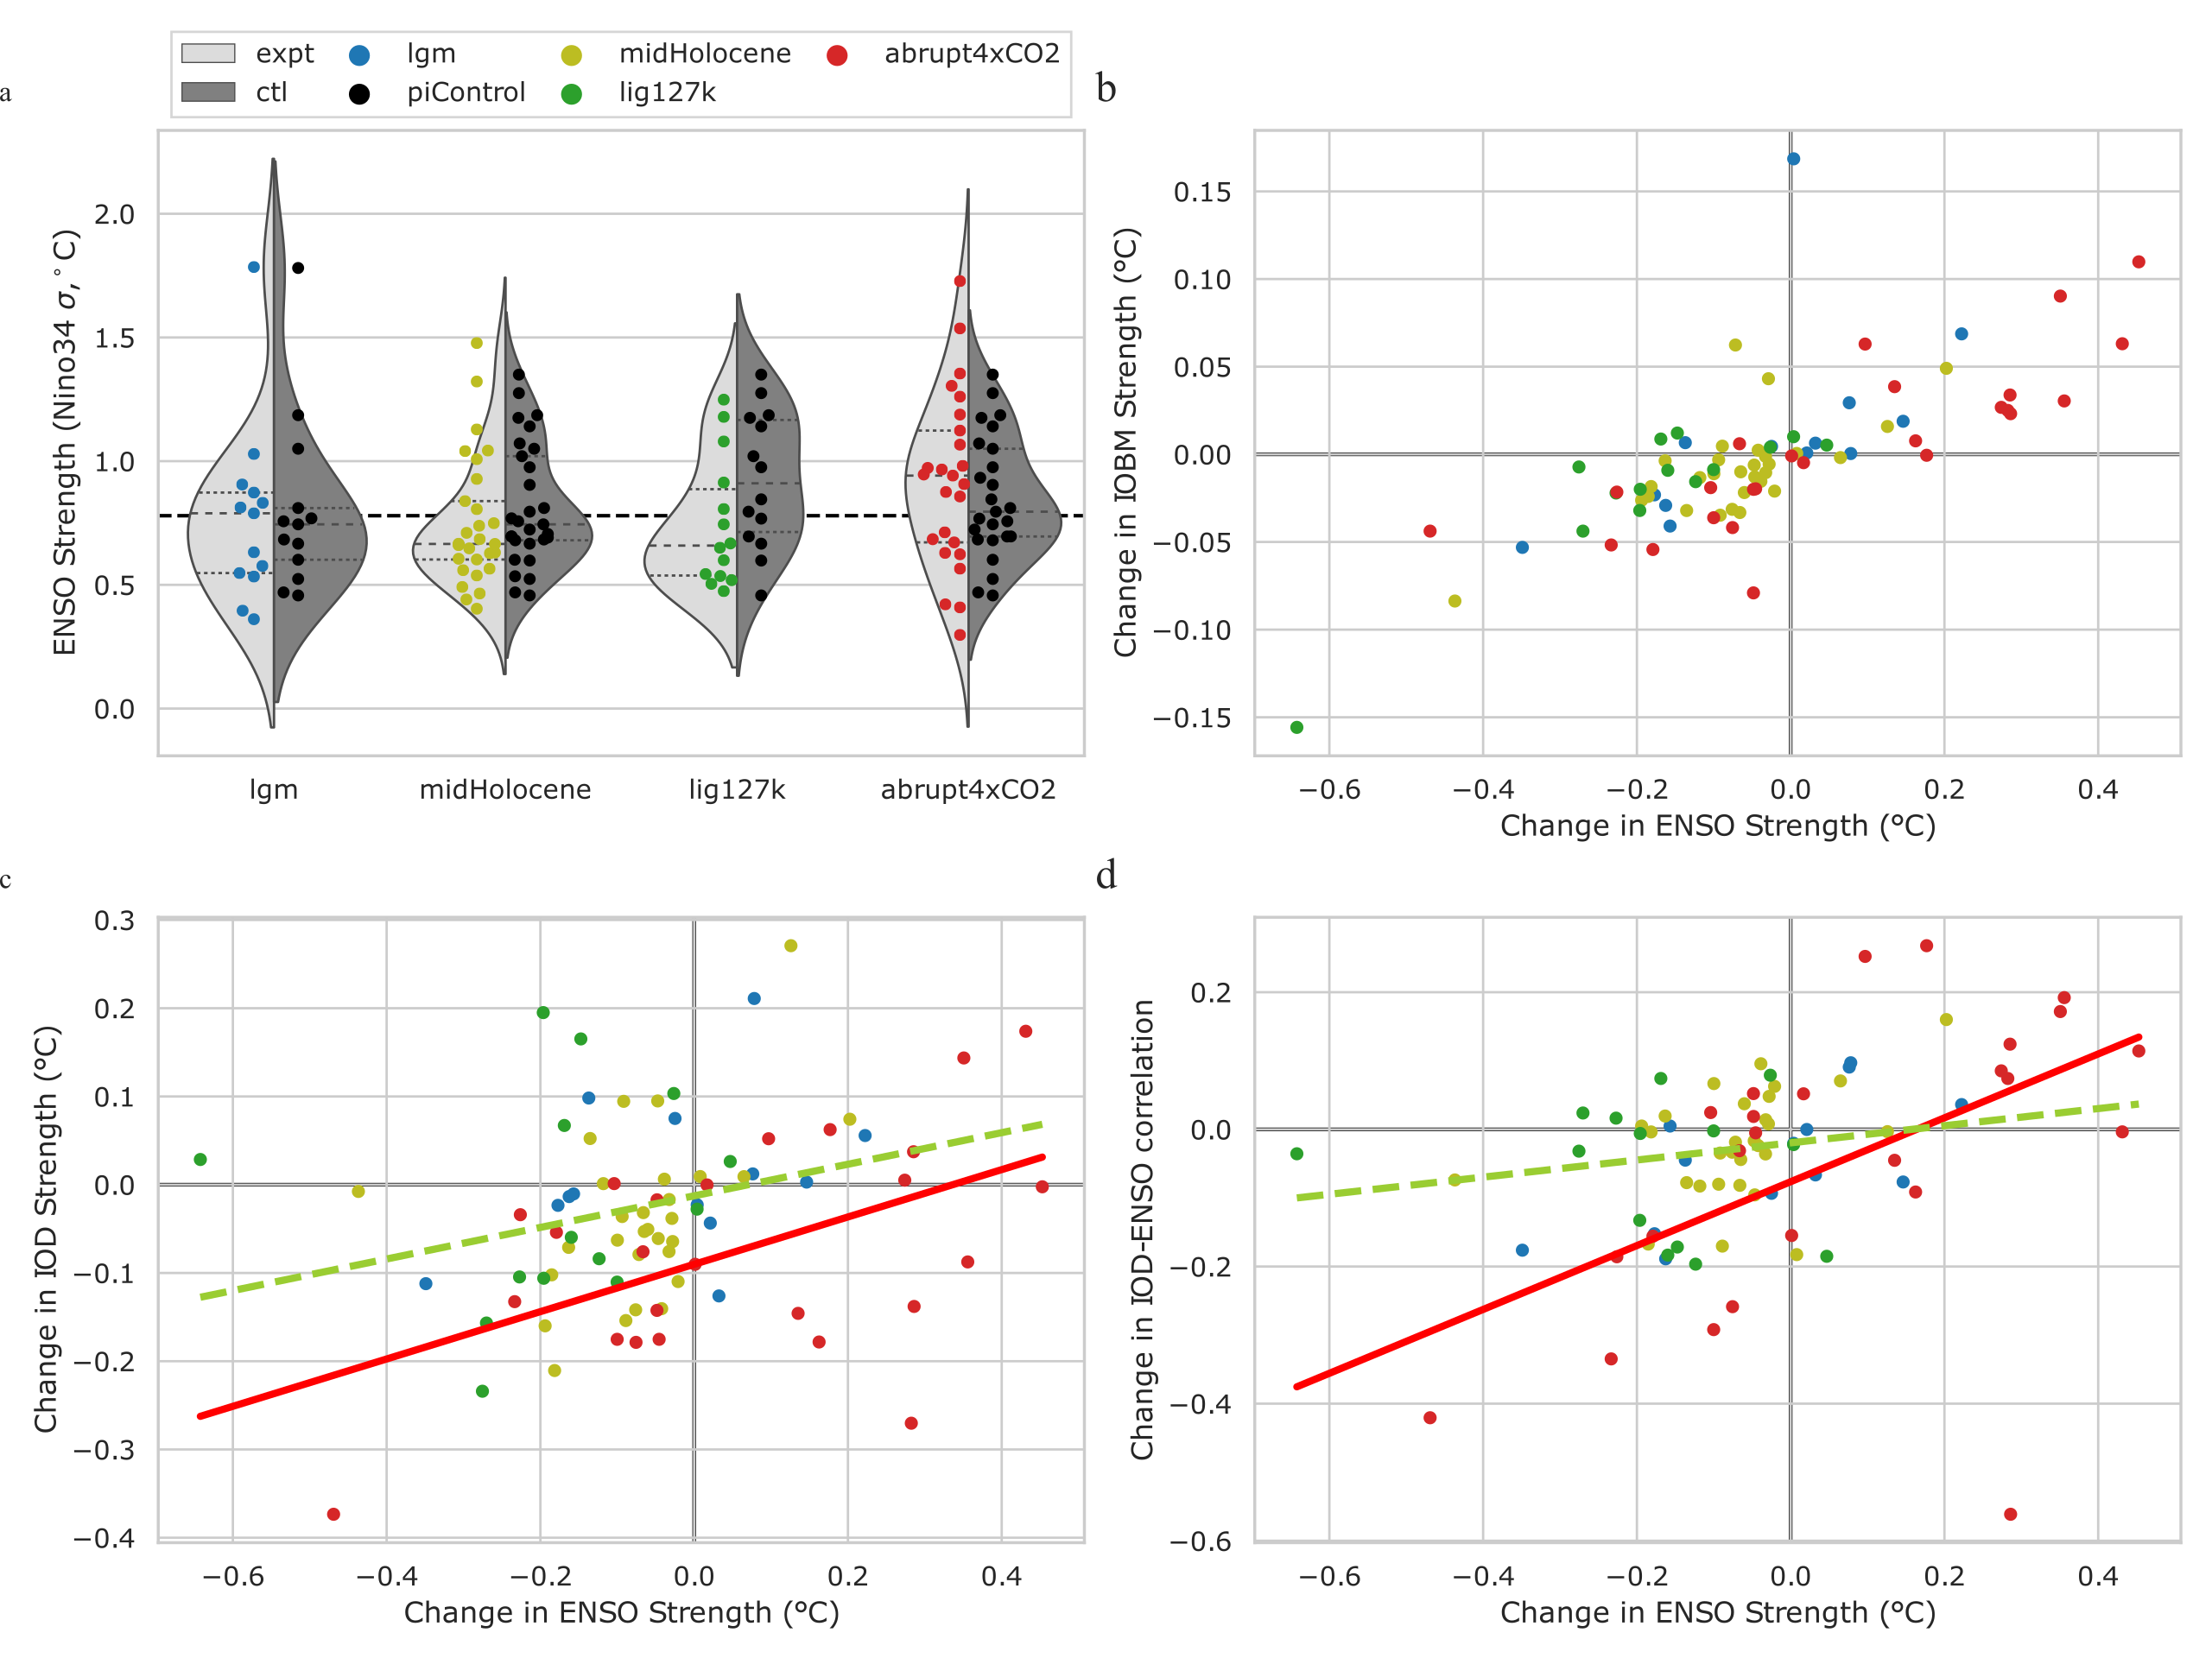 expt lgm midHolocene abrupt4xCO2
ctl piControl lig127k
a
ENSO Strength (Nino34 σ, °C)
2.0
1.5
1.0
0.5
0.0
lgm midHolocene lig127k abrupt4xCO2
b
Change in IOBM Strength (°C)
0.15
0.10
0.05
0.00
−0.05
−0.10
−0.15
−0.6 −0.4 −0.2 0.0 0.2 0.4
Change in ENSO Strength (°C)
c
Change in IOD Strength (°C)
0.3
0.2
0.1
0.0
−0.1
−0.2
−0.3
−0.4
−0.6 −0.4 −0.2 0.0 0.2 0.4
Change in ENSO Strength (°C)
d
Change in IOD-ENSO correlation
0.2
0.0
−0.2
−0.4
−0.6
−0.6 −0.4 −0.2 0.0 0.2 0.4
Change in ENSO Strength (°C)